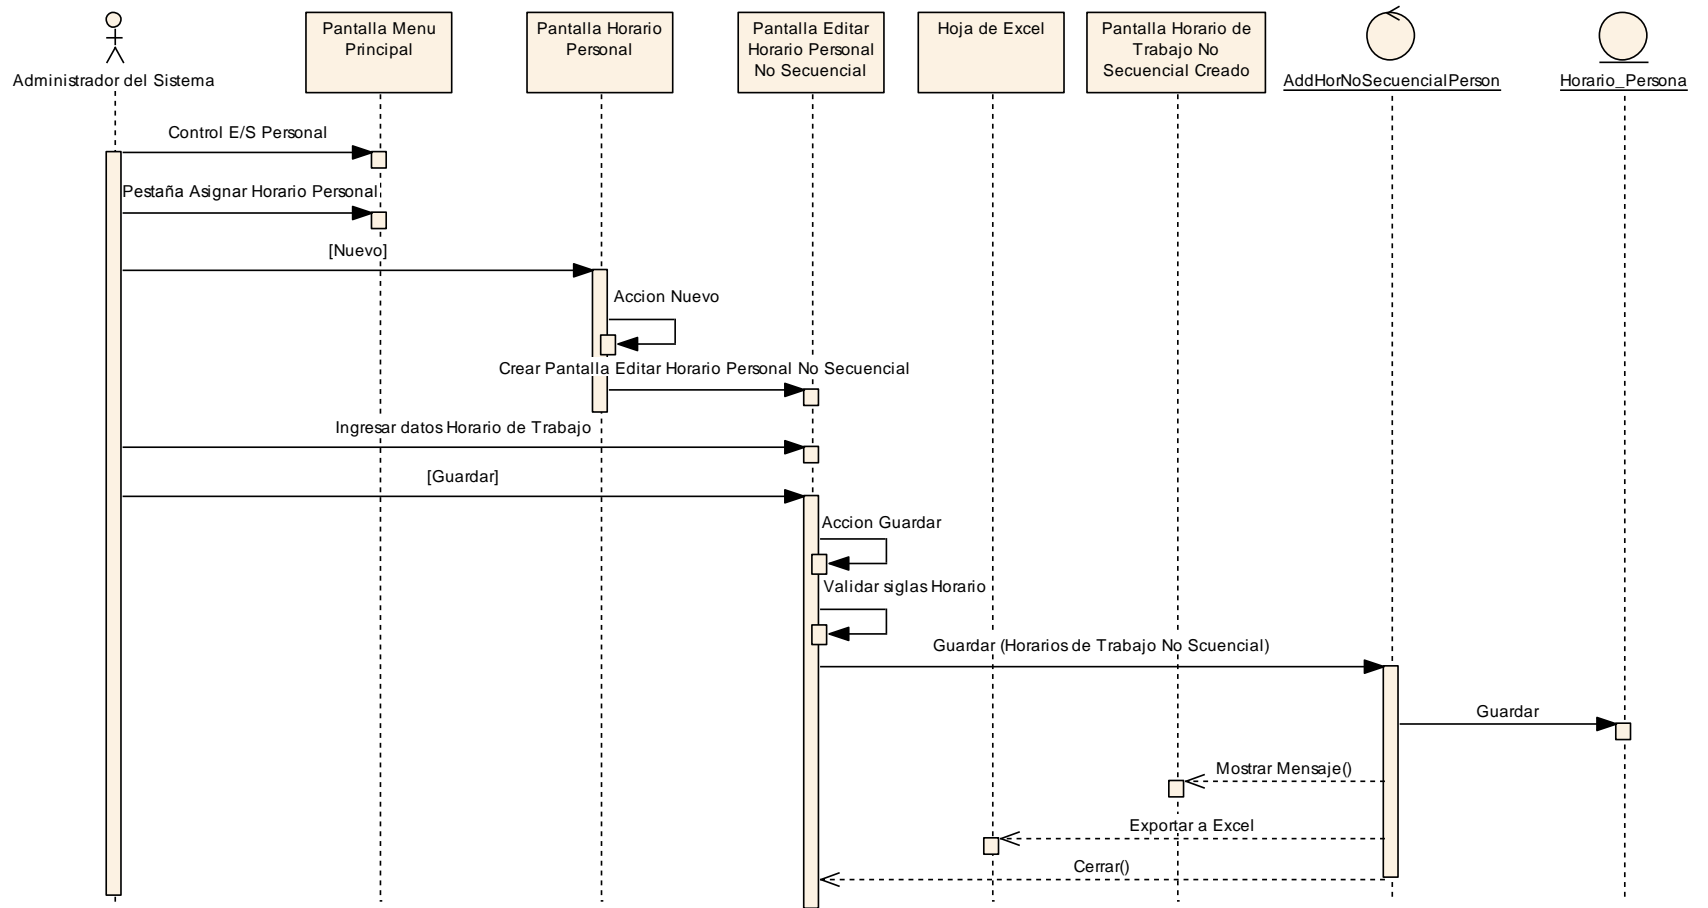 Administrador del Sistema
Pantalla Menu
Principal
Pantalla Horario
Personal
Pantalla Editar
Horario Personal
No Secuencial
Hoja de Excel
Pantalla Horario de
Trabajo No
Secuencial Creado
AddHorNoSecuencialPerson
Horario_Persona
Control E/S Personal
Pestaña Asignar Horario Personal
[Nuevo]
Accion Nuevo
Crear Pantalla Editar Horario Personal No Secuencial
Ingresar datos Horario de Trabajo
[Guardar]
Accion Guardar
Validar siglas Horario
Guardar (Horarios de Trabajo No Scuencial)
Guardar
Mostrar Mensaje()
Exportar a Excel
Cerrar()